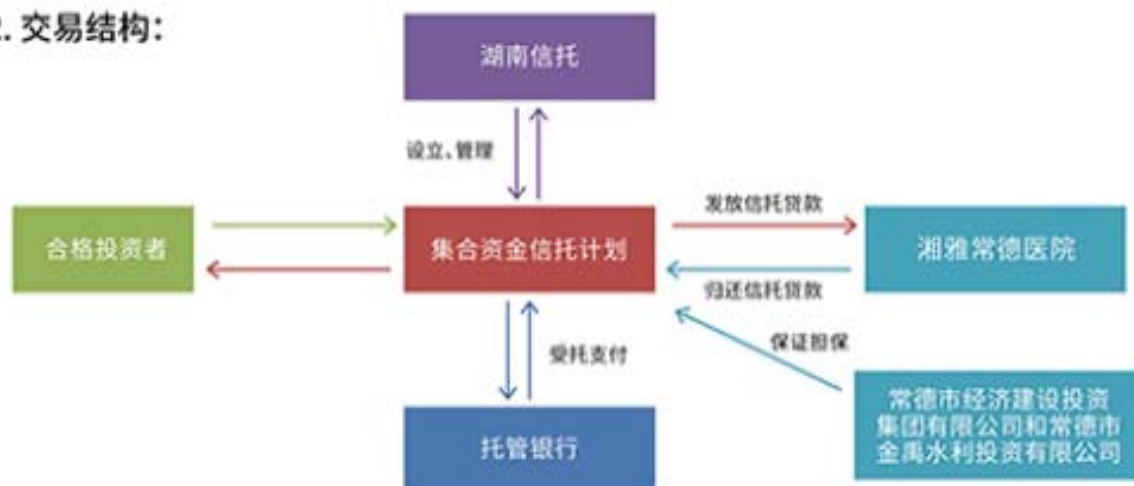 2. 交易结构：
湖南信托
设立、管理
发放信托贷款
合格投资者
集合资金信托计划
湘雅常德医院
归还信托贷款
保证担保
受托支付
常德市经济建设投资
集团有限公司和常德市
金禹水利投资有限公司
托管银行